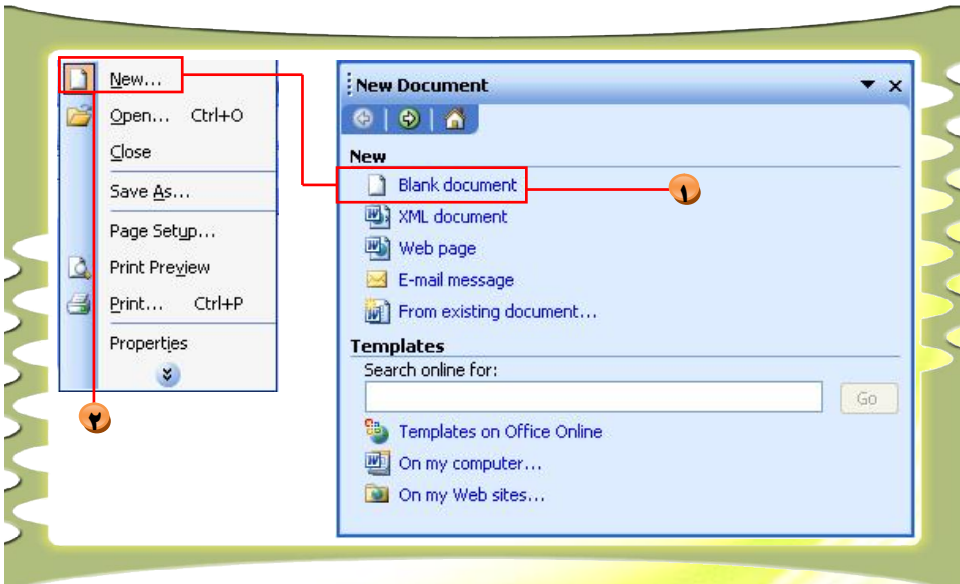 New...
Open... Ctrl+O
Close
Save As...
Page Setup...
Print Preview
Print... Ctrl+P
Properties
۲
New Document
New
Blank document
۱
XML document
Web page
E-mail message
From existing document...
Templates
Search online for:
Go
Templates on Office Online
On my computer...
On my Web sites...